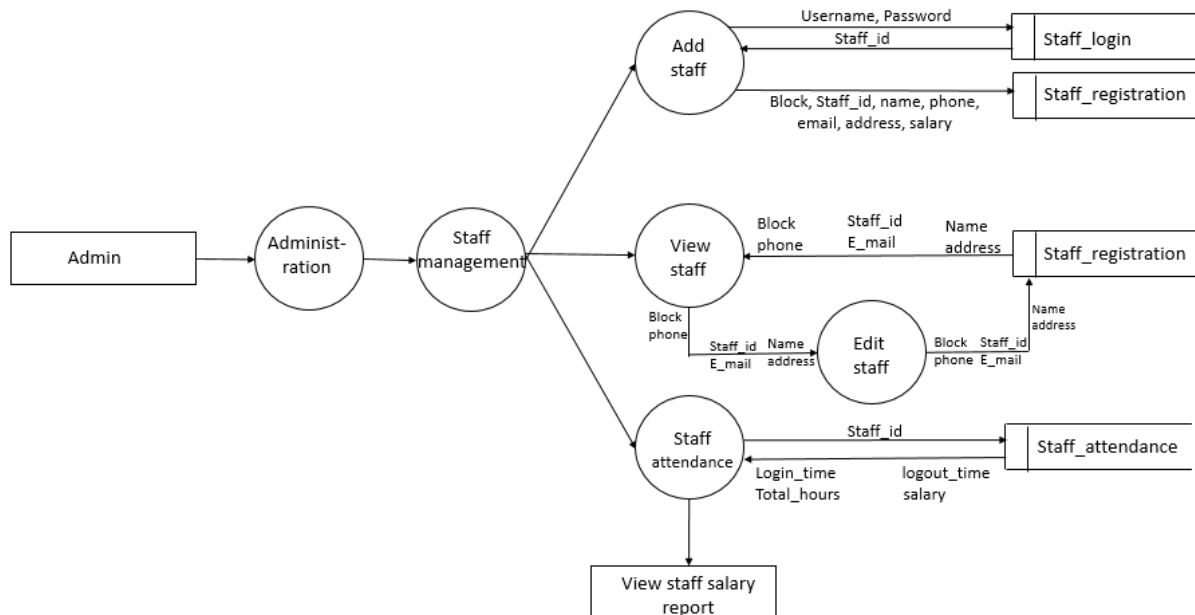 Username, Password
Staff_id
Add
staff
Staff_login
Block, Staff_id, name, phone,
email, address, salary
Staff_registration
Admin
Administ-
ration
Staff
management
View
staff
Block
phone
Staff_id
E_mail
Name
address
Staff_registration
Block
phone
Staff_id
E_mail
Name
address
Edit
staff
Block
phone
Staff_id
E_mail
Name
address
Staff
attendance
Staff_id
Login_time
Total_hours
logout_time
salary
Staff_attendance
View staff salary
report